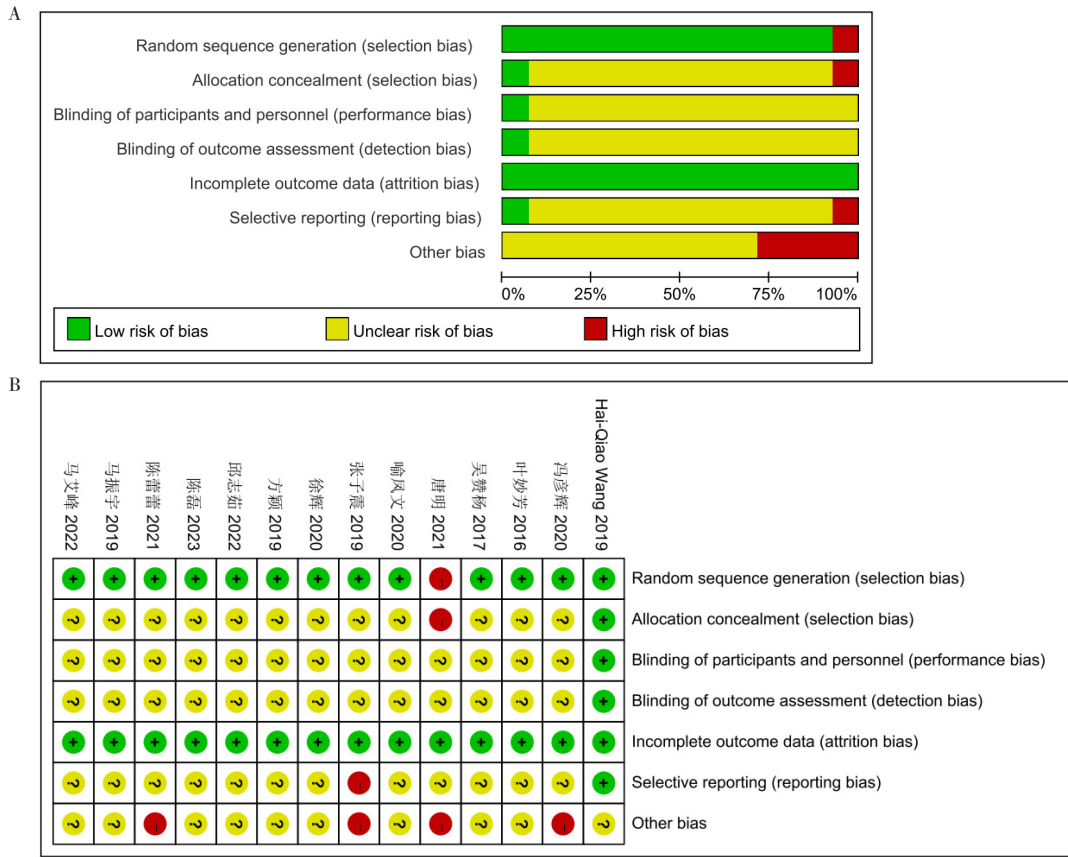 A
Random sequence generation (selection bias)
Allocation concealment (selection bias)
Blinding of participants and personnel (performance bias)
Blinding of outcome assessment (detection bias)
Incomplete outcome data (attrition bias)
Selective reporting (reporting bias)
Other bias
0% 25% 50% 75% 100%
Low risk of bias Unclear risk of bias High risk of bias
B
马艾峰 2022
马振宇 2019
陈蕾蕾 2021
陈磊 2023
邱志茹 2022
方颖 2019
徐辉 2020
张子震 2019
喻凤文 2020
唐明 2021
吴赞杨 2017
叶妙芳 2016
冯彦辉 2020
Hai-Qiao Wang 2019
+ + + + + + + + + – + + + + Random sequence generation (selection bias)
? ? ? ? ? ? ? ? ? – ? ? ? + Allocation concealment (selection bias)
? ? ? ? ? ? ? ? ? ? ? ? ? + Blinding of participants and personnel (performance bias)
? ? ? ? ? ? ? ? ? ? ? ? ? + Blinding of outcome assessment (detection bias)
+ + + + + + + + + + + + + + Incomplete outcome data (attrition bias)
? ? ? ? ? ? ? – ? ? ? ? ? + Selective reporting (reporting bias)
? ? – ? ? ? ? – ? – ? ? – ? Other bias